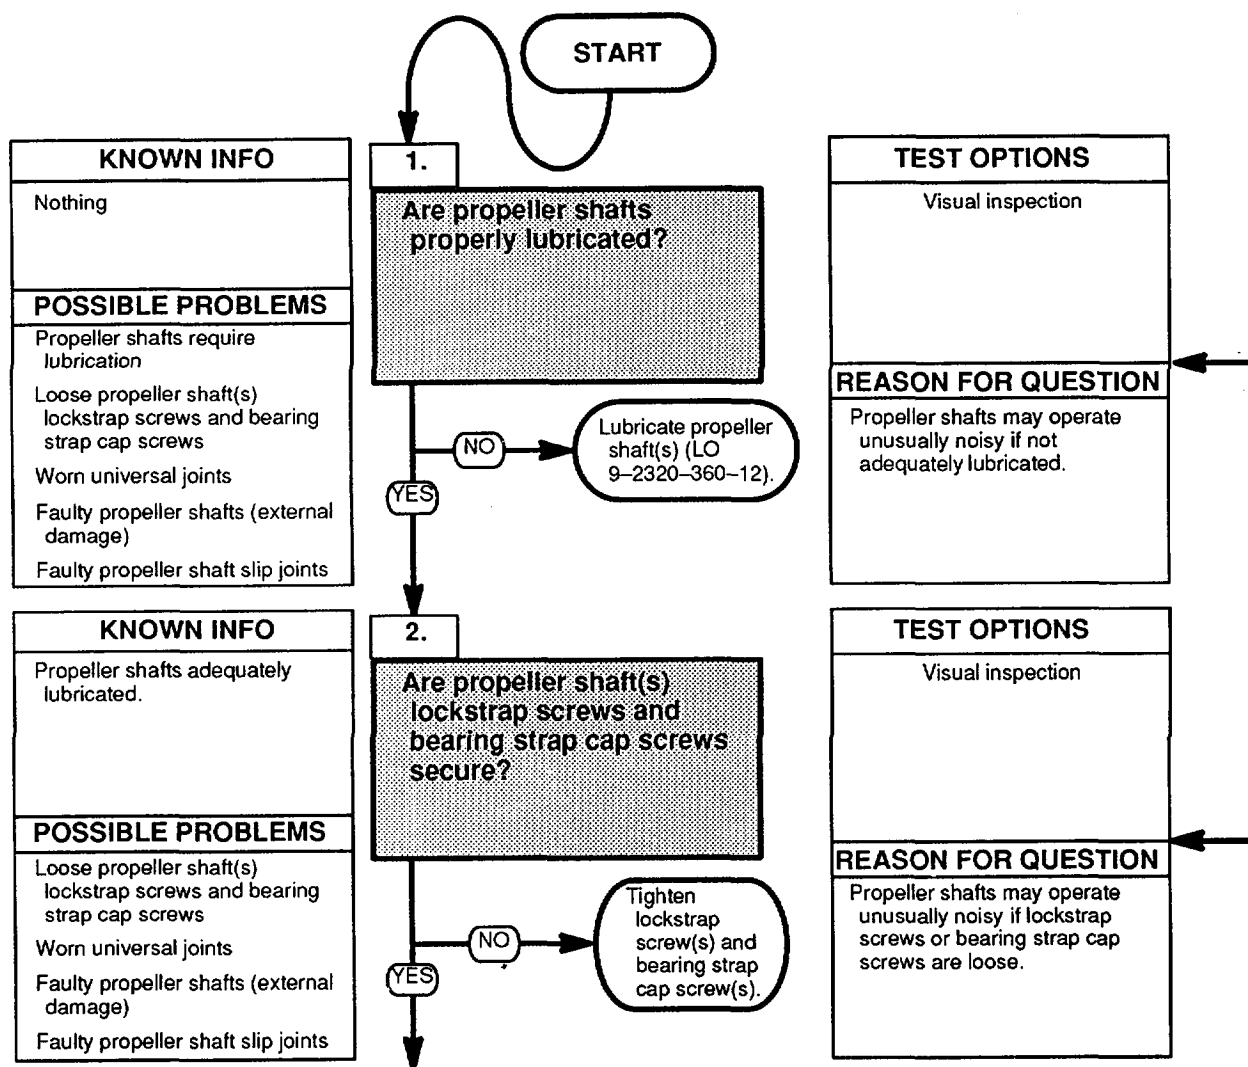 START
KNOWN INFO
Nothing
POSSIBLE PROBLEMS
Propeller shafts require
lubrication
Loose propeller shaft(s)
lockstrap screws and bearing
strap cap screws
Worn universal joints
Faulty propeller shafts (external
damage)
Faulty propeller shaft slip joints
1.
Are propeller shafts
properly lubricated?
NO
Lubricate propeller
shaft(s) (LO
9–2320–360–12).
YES
TEST OPTIONS
Visual inspection
REASON FOR QUESTION
Propeller shafts may operate
unusually noisy if not
adequately lubricated.
KNOWN INFO
Propeller shafts adequately
lubricated.
POSSIBLE PROBLEMS
Loose propeller shaft(s)
lockstrap screws and bearing
strap cap screws
Worn universal joints
Faulty propeller shafts (external
damage)
Faulty propeller shaft slip joints
2.
Are propeller shaft(s)
lockstrap screws and
bearing strap cap screws
secure?
NO
Tighten
lockstrap
screw(s) and
bearing strap
cap screw(s).
YES
TEST OPTIONS
Visual inspection
REASON FOR QUESTION
Propeller shafts may operate
unusually noisy if lockstrap
screws or bearing strap cap
screws are loose.